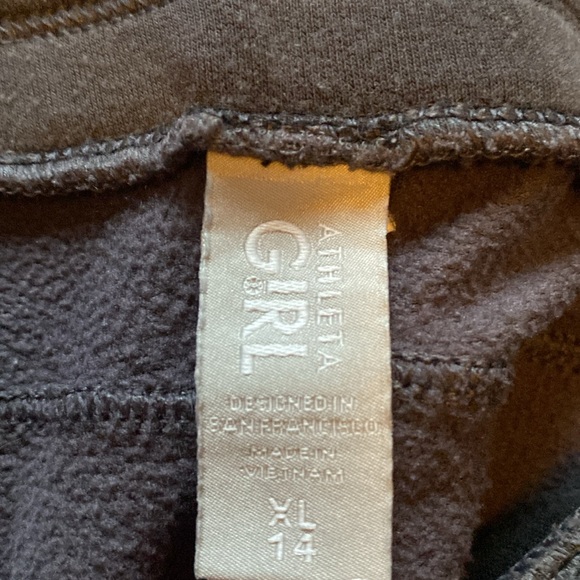 ATHLETA
GIRL
DESIGNED IN
SAN FRANCISCO
MADE IN
VIETNAM
XL
14